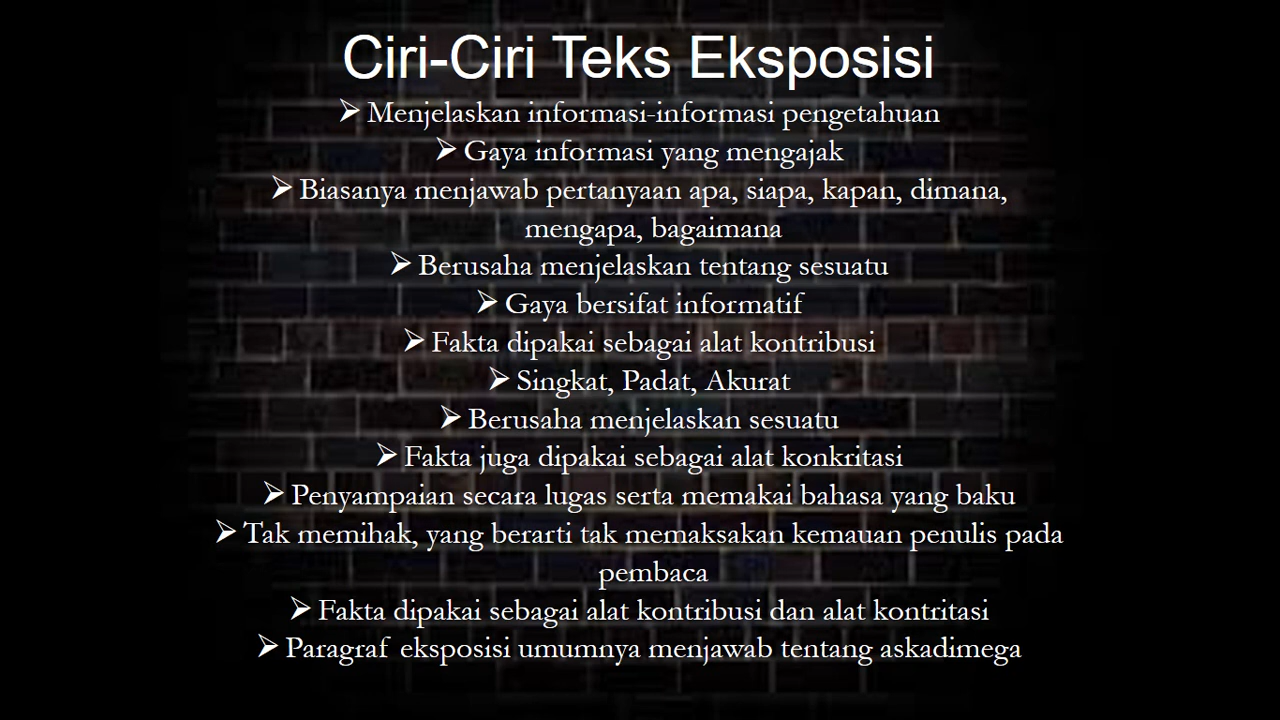 Ciri-Ciri Teks Eksposisi
➢ Menjelaskan informasi-informasi pengetahuan
➢ Gaya informasi yang mengajak
➢ Biasanya menjawab pertanyaan apa, siapa, kapan, dimana,
mengapa, bagaimana
➢ Berusaha menjelaskan tentang sesuatu
➢ Gaya bersifat informatif
➢ Fakta dipakai sebagai alat kontribusi
➢ Singkat, Padat, Akurat
➢ Berusaha menjelaskan sesuatu
➢ Fakta juga dipakai sebagai alat konkritasi
➢ Penyampaian secara lugas serta memakai bahasa yang baku
➢ Tak memihak, yang berarti tak memaksakan kemauan penulis pada
pembaca
➢ Fakta dipakai sebagai alat kontribusi dan alat kontritasi
➢ Paragraf eksposisi umumnya menjawab tentang askadimega